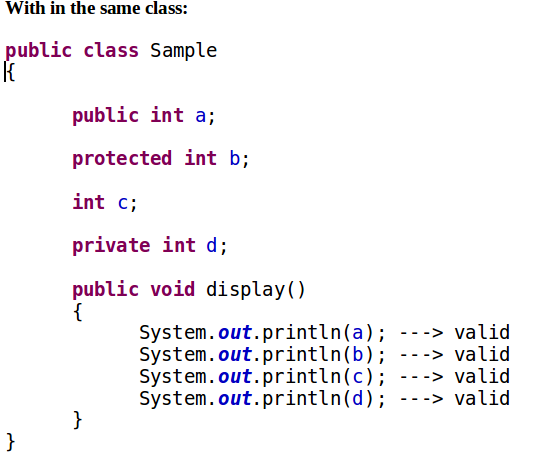 With in the same class:
public class Sample
{
public int a;
protected int b;
int c;
private int d;
public void display()
{
System.out.println(a); ---> valid
System.out.println(b); ---> valid
System.out.println(c); ---> valid
System.out.println(d); ---> valid
}
}